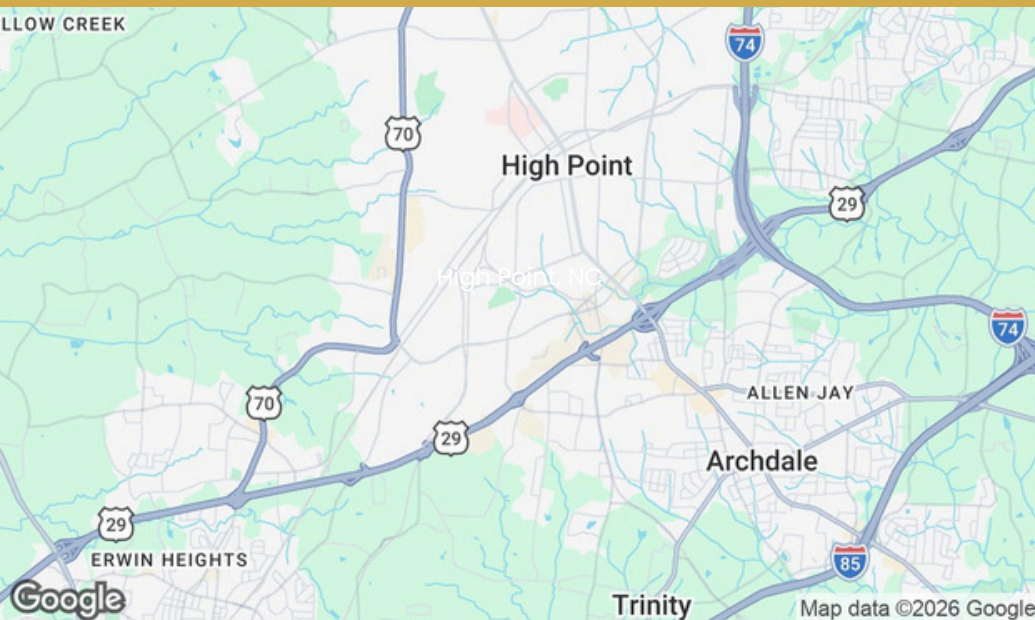 LLOW CREEK
74
70
High Point
29
High Point, NC
74
ALLEN JAY
70
29
Archdale
29
ERWIN HEIGHTS
85
Google
Trinity
Map data ©2026 Google